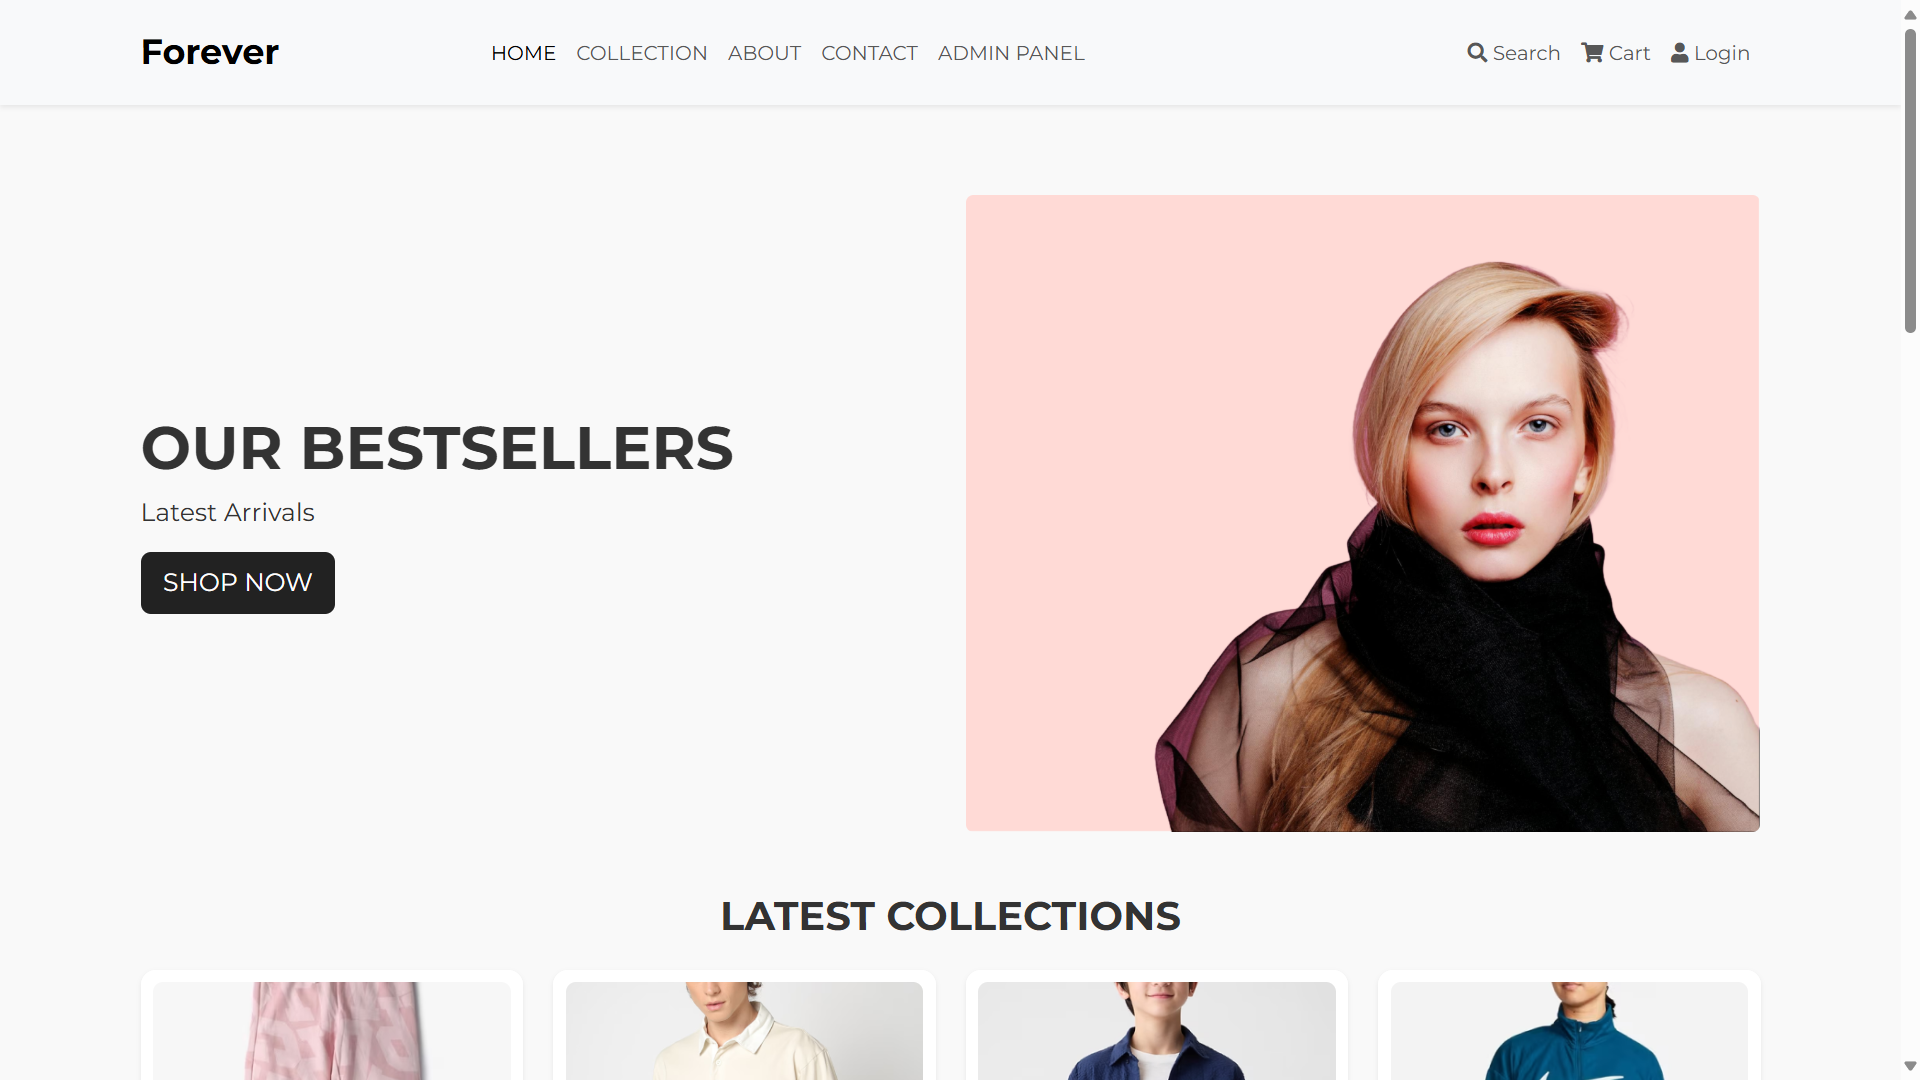 Forever
HOME COLLECTION ABOUT CONTACT ADMIN PANEL
Search Cart Login
OUR BESTSELLERS
Latest Arrivals
SHOP NOW
LATEST COLLECTIONS